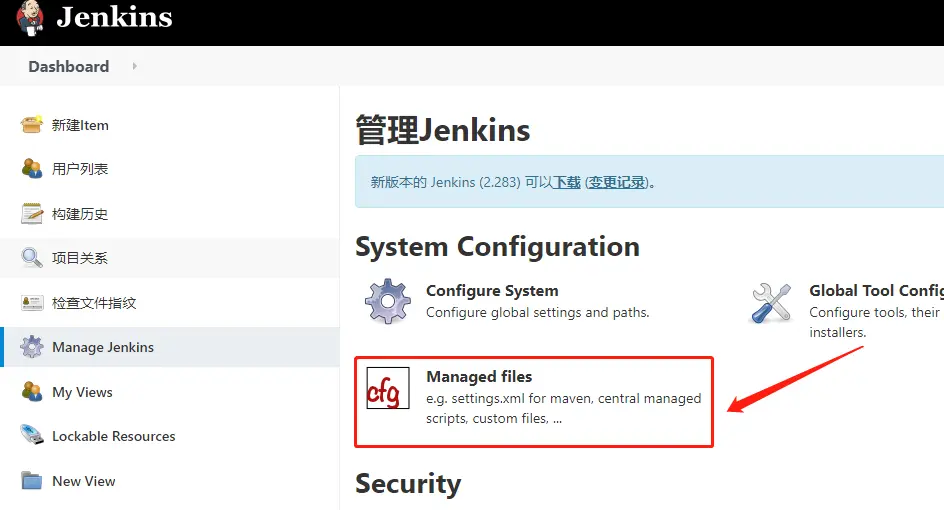 Jenkins
Dashboard
新建Item
用户列表
构建历史
项目关系
检查文件指纹
Manage Jenkins
My Views
Lockable Resources
New View
管理Jenkins
新版本的 Jenkins (2.283) 可以下载 (变更记录)。
System Configuration
Configure System
Configure global settings and paths.
Global Tool Config
Configure tools, their
installers.
cfg
Managed files
e.g. settings.xml for maven, central managed
scripts, custom files, ...
Security